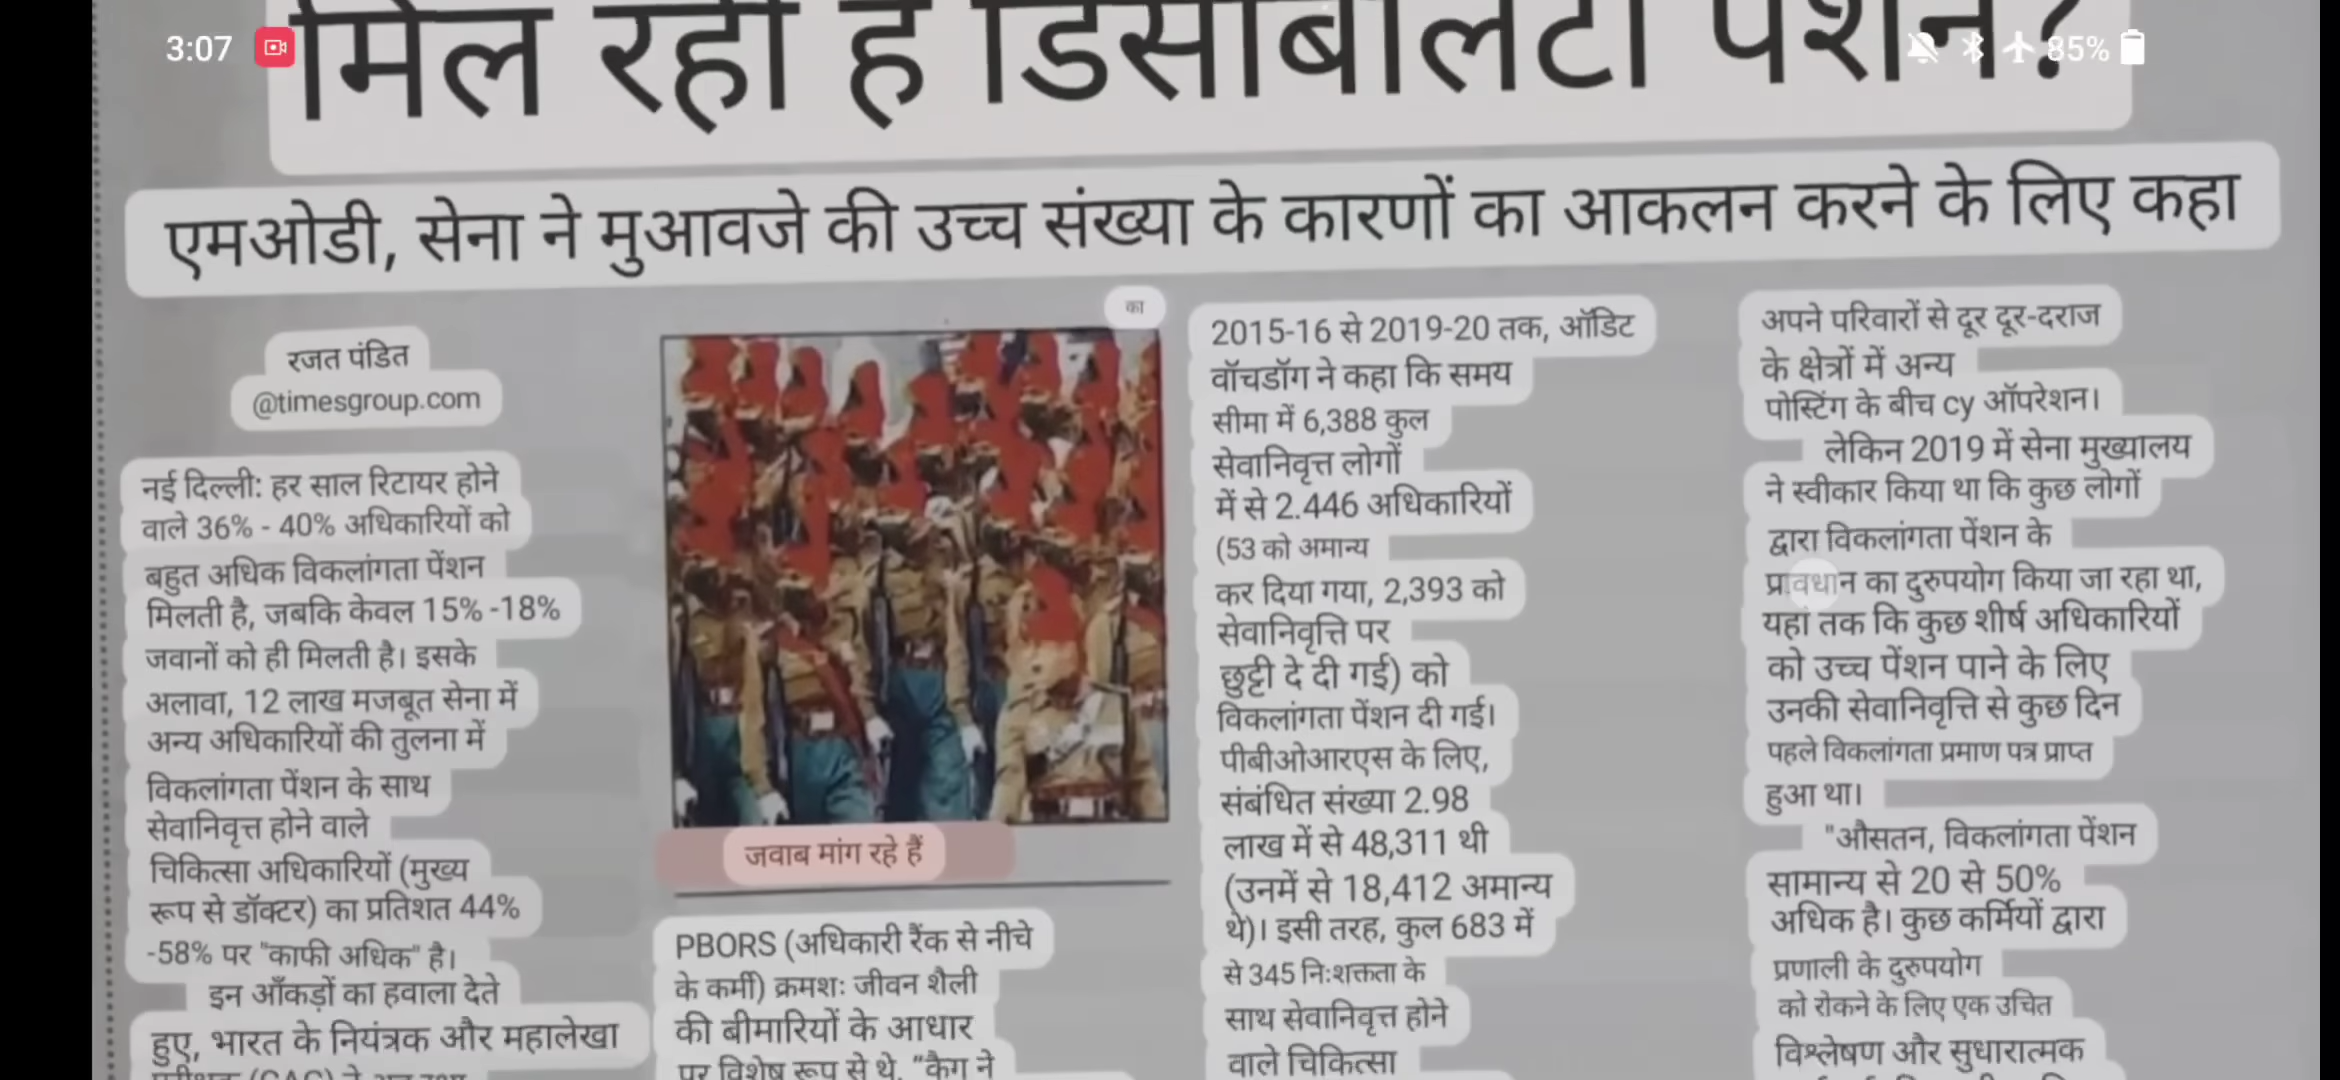 मिल रही है डिसेबिलिटी पेंशन?
3:07
85%
एमओडी, सेना ने मुआवजे की उच्च संख्या के कारणों का आकलन करने के लिए कहा
रजत पंडित
@timesgroup.com
नई दिल्ली: हर साल रिटायर होने
वाले 36% - 40% अधिकारियों को
बहुत अधिक विकलांगता पेंशन
मिलती है, जबकि केवल 15% -18%
जवानों को ही मिलती है। इसके
अलावा, 12 लाख मजबूत सेना में
अन्य अधिकारियों की तुलना में
विकलांगता पेंशन के साथ
सेवानिवृत्त होने वाले
चिकित्सा अधिकारियों (मुख्य
रूप से डॉक्टर) का प्रतिशत 44%
-58% पर "काफी अधिक" है।
इन आँकड़ों का हवाला देते
हुए, भारत के नियंत्रक और महालेखा
का
जवाब मांग रहे हैं
PBORS (अधिकारी रैंक से नीचे
के कर्मी) क्रमशः जीवन शैली
की बीमारियों के आधार
पर विशेष रूप से थे. "कैग ने
2015-16 से 2019-20 तक, ऑडिट
वॉचडॉग ने कहा कि समय
सीमा में 6,388 कुल
सेवानिवृत्त लोगों
में से 2.446 अधिकारियों
(53 को अमान्य
कर दिया गया, 2,393 को
सेवानिवृत्ति पर
छुट्टी दे दी गई) को
विकलांगता पेंशन दी गई।
पीबीओआरएस के लिए,
संबंधित संख्या 2.98
लाख में से 48,311 थी
(उनमें से 18,412 अमान्य
थे)। इसी तरह, कुल 683 में
से 345 निःशक्तता के
साथ सेवानिवृत्त होने
वाले चिकित्सा
अपने परिवारों से दूर दूर-दराज
के क्षेत्रों में अन्य
पोस्टिंग के बीच cy ऑपरेशन।
लेकिन 2019 में सेना मुख्यालय
ने स्वीकार किया था कि कुछ लोगों
द्वारा विकलांगता पेंशन के
प्रावधान का दुरुपयोग किया जा रहा था,
यहां तक कि कुछ शीर्ष अधिकारियों
को उच्च पेंशन पाने के लिए
उनकी सेवानिवृत्ति से कुछ दिन
पहले विकलांगता प्रमाण पत्र प्राप्त
हुआ था।
"औसतन, विकलांगता पेंशन
सामान्य से 20 से 50%
अधिक है। कुछ कर्मियों द्वारा
प्रणाली के दुरुपयोग
को रोकने के लिए एक उचित
विश्लेषण और सुधारात्मक